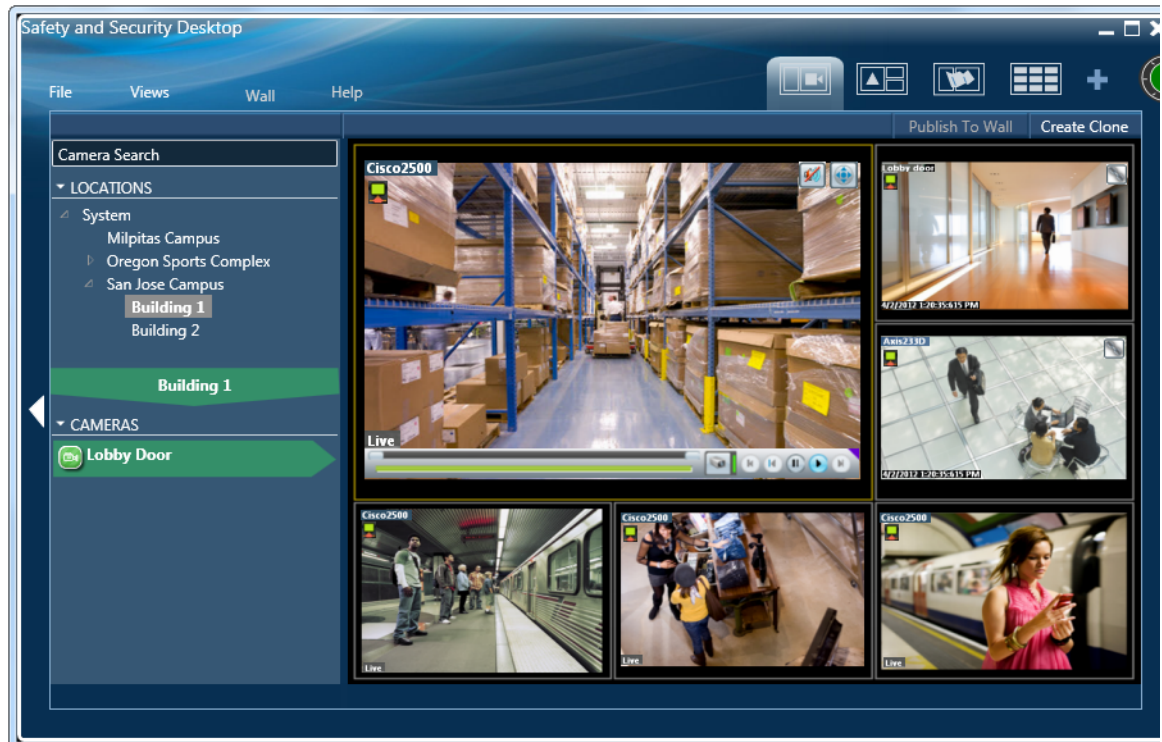 Safety and Security Desktop
File Views Wall Help
Publish To Wall Create Clone
Camera Search
LOCATIONS
System
Milpitas Campus
Oregon Sports Complex
San Jose Campus
Building 1
Building 2
Building 1
CAMERAS
Lobby Door
Cisco2500
Live
Lobby door
4/2/2012 1:20:35:615 PM
Axis233D
4/2/2012 1:20:35:615 PM
Cisco2500
Live
Cisco2500
Live
Cisco2500
Live